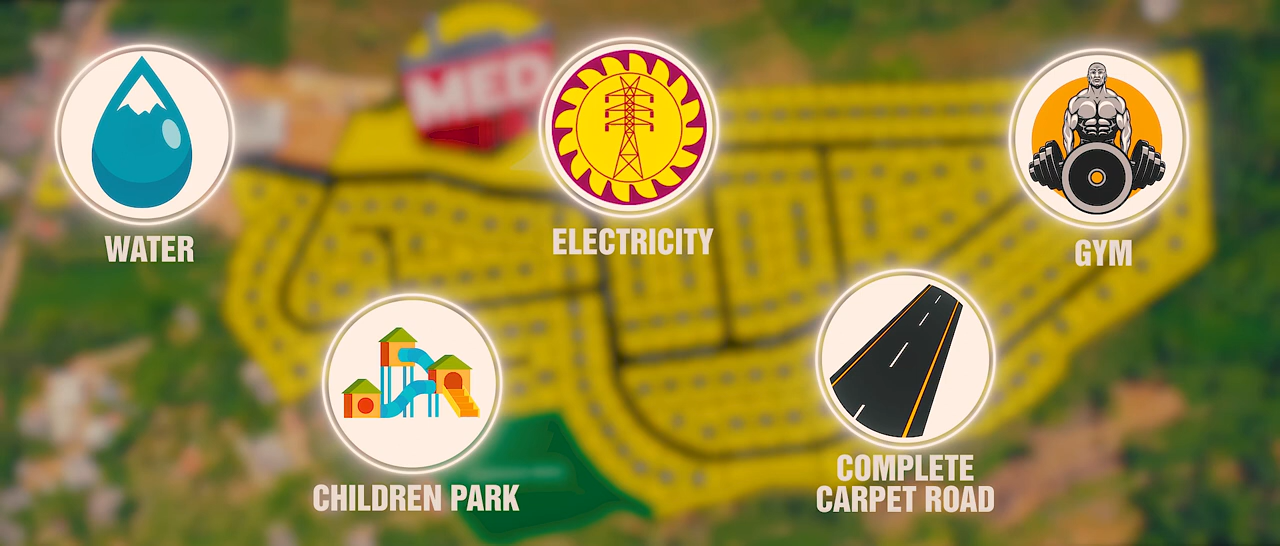 WATER
ELECTRICITY
GYM
CHILDREN PARK
COMPLETE
CARPET ROAD